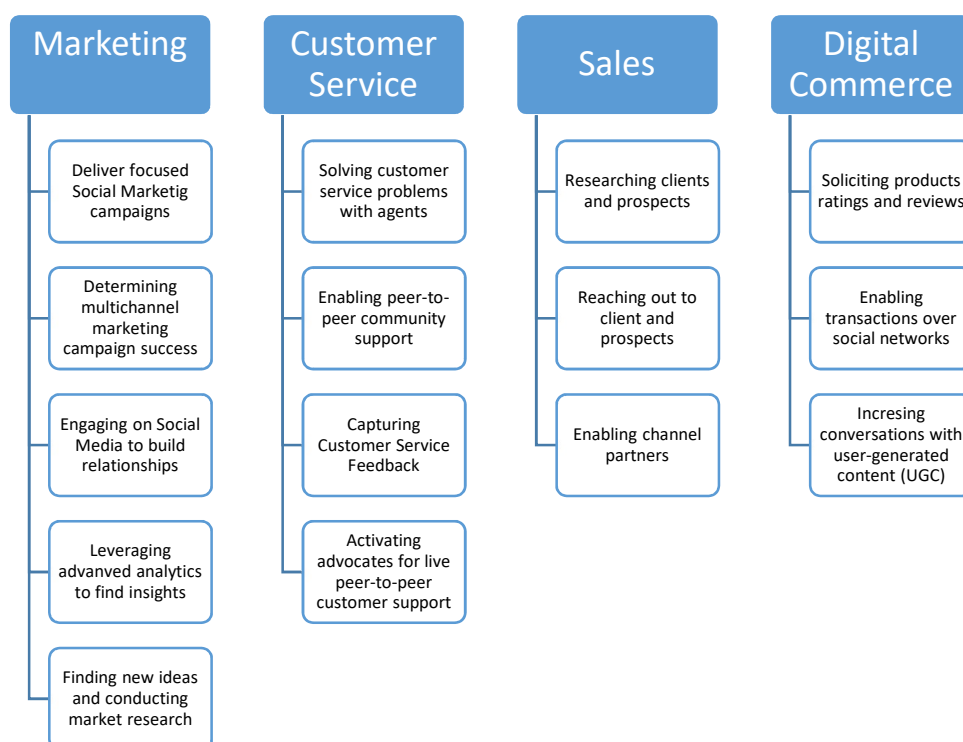 Marketing
Deliver focused
Social Marketig
campaigns
Determining
multichannel
marketing
campaign success
Engaging on Social
Media to build
relationships
Leveraging
advanved analytics
to find insights
Finding new ideas
and conducting
market research
Customer
Service
Solving customer
service problems
with agents
Enabling peer-to-
peer community
support
Capturing
Customer Service
Feedback
Activating
advocates for live
peer-to-peer
customer support
Sales
Researching clients
and prospects
Reaching out to
client and
prospects
Enabling channel
partners
Digital
Commerce
Soliciting products
ratings and reviews
Enabling
transactions over
social networks
Incresing
conversations with
user-generated
content (UGC)